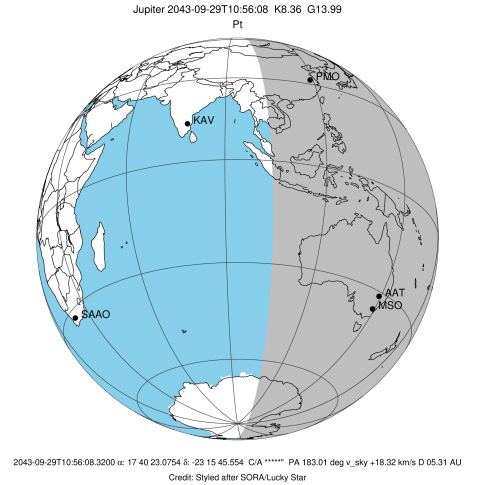 Jupiter 2043-09-29T10:56:08 K8.36 G13.99
Pt
PMO
KAV
AAT
MSO
SAAO
2043-09-29T10:56:08.3200 α: 17 40 23.0754 δ: -23 15 45.554 C/A *****" PA 183.01 deg v_sky +18.32 km/s D 05.31 AU
Credit: Styled after SORA/Lucky Star